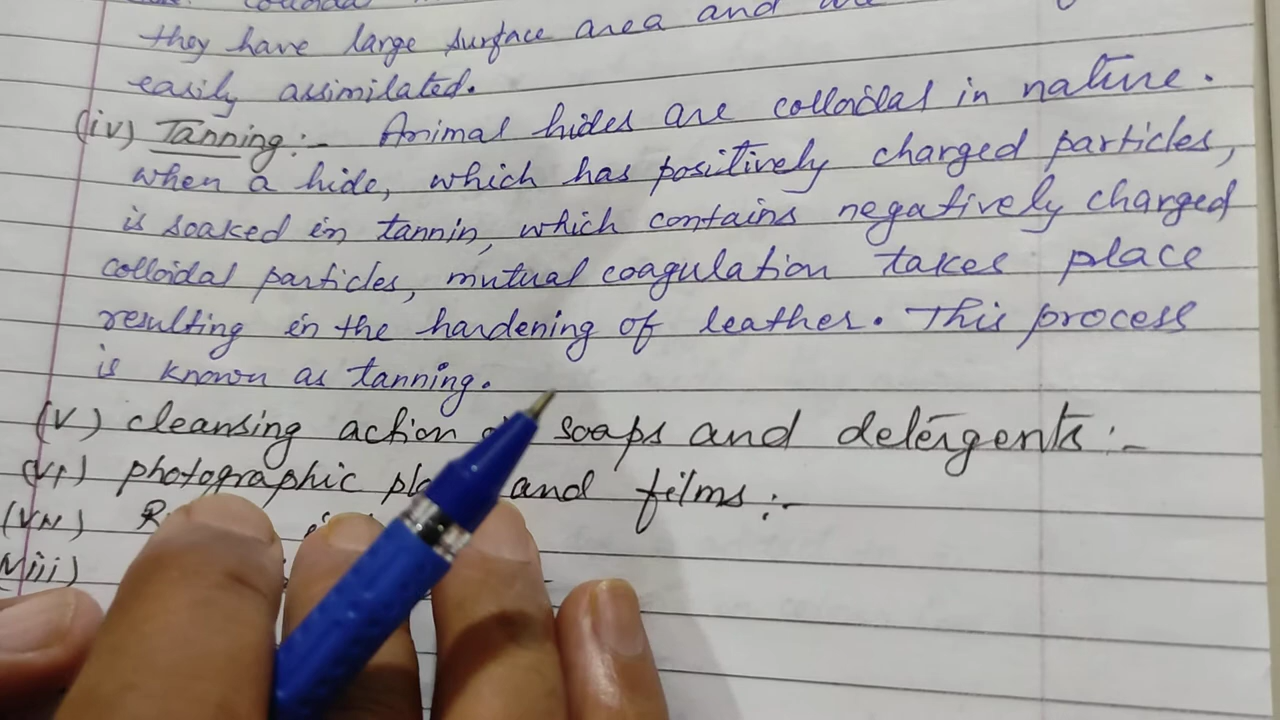 they have large surface area and
easily assimilated.
(iv) Tanning :- Animal hides are colloidal in nature.
when a hide, which has positively charged particles,
is soaked in tannin, which contains negatively charged
colloidal particles, mutual coagulation takes place
resulting in the hardening of leather. This process
is known as tanning.
(V) cleansing action soaps and detergents :-
(VI) photographic and films :-
(VII)
(Viii)